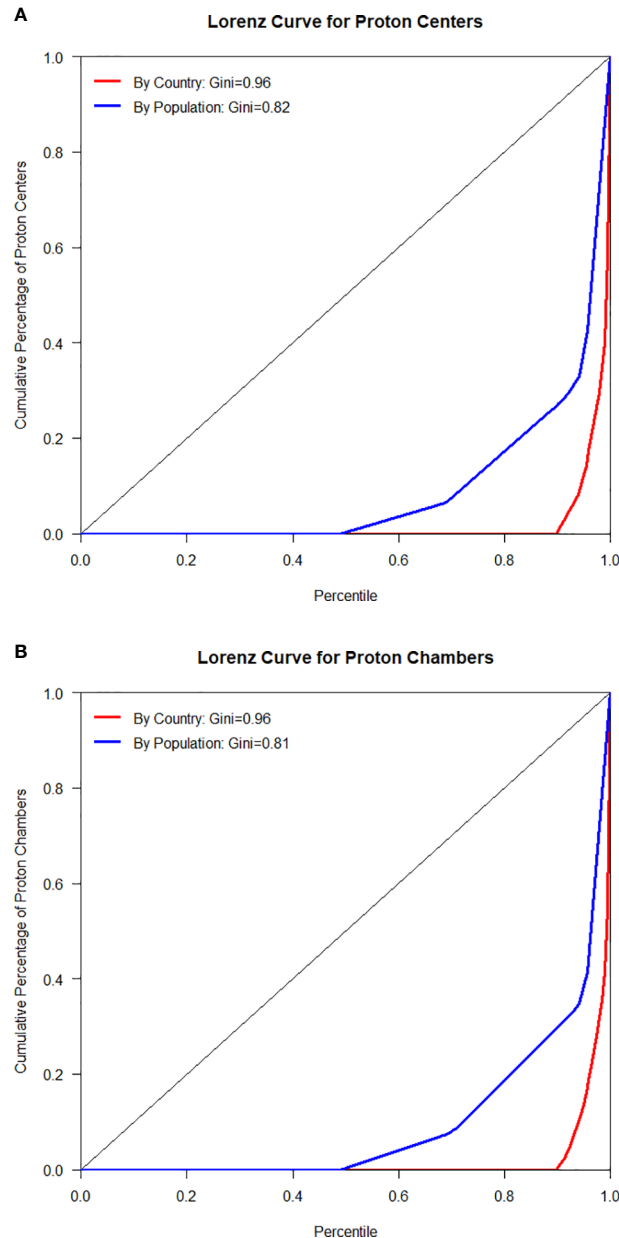 A
Lorenz Curve for Proton Centers
By Country: Gini=0.96
By Population: Gini=0.82
Cumulative Percentage of Proton Centers
1.0
0.8
0.6
0.4
0.2
0.0
0.0 0.2 0.4 0.6 0.8 1.0
Percentile
B
Lorenz Curve for Proton Chambers
By Country: Gini=0.96
By Population: Gini=0.81
Cumulative Percentage of Proton Chambers
1.0
0.8
0.6
0.4
0.2
0.0
0.0 0.2 0.4 0.6 0.8 1.0
Percentile